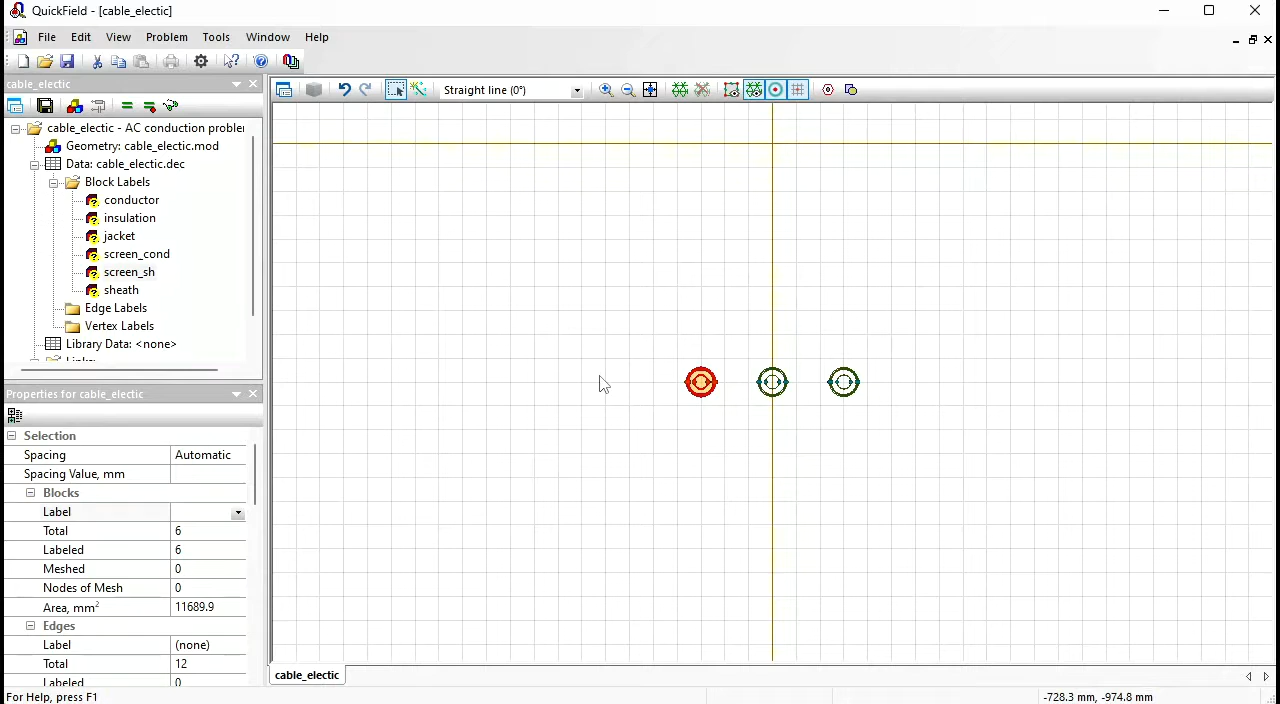 QuickField - [cable_electic]
File Edit View Problem Tools Window Help
cable_electic
Straight line (0°)
cable_electic - AC conduction probler
Geometry: cable_electic.mod
Data: cable_electic.dec
Block Labels
conductor
insulation
jacket
screen_cond
screen_sh
sheath
Edge Labels
Vertex Labels
Library Data: <none>
Properties for cable_electic
Selection
Spacing Automatic
Spacing Value, mm
Blocks
Label
Total 6
Labeled 6
Meshed 0
Nodes of Mesh 0
Area, mm² 11689.9
Edges
Label (none)
Total 12
Labeled 0
cable_electic
For Help, press F1
-728.3 mm, -974.8 mm